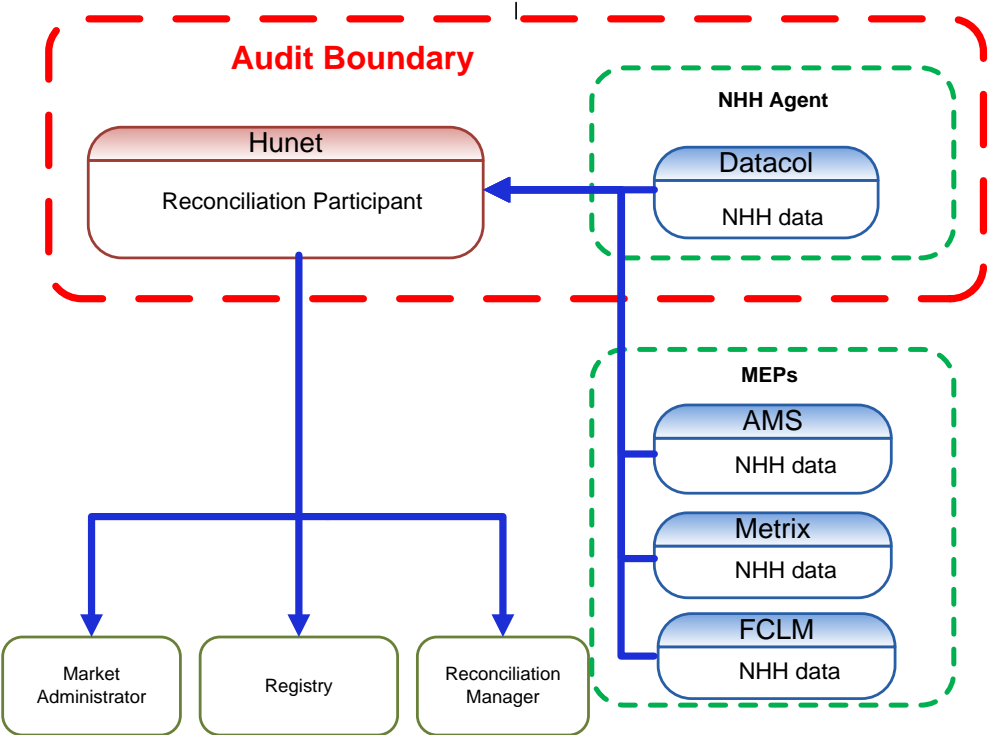 Audit Boundary
NHH Agent
Hunet
Reconciliation Participant
Datacol
NHH data
MEPs
AMS
NHH data
Metrix
NHH data
FCLM
NHH data
Market
Administrator
Registry
Reconciliation
Manager